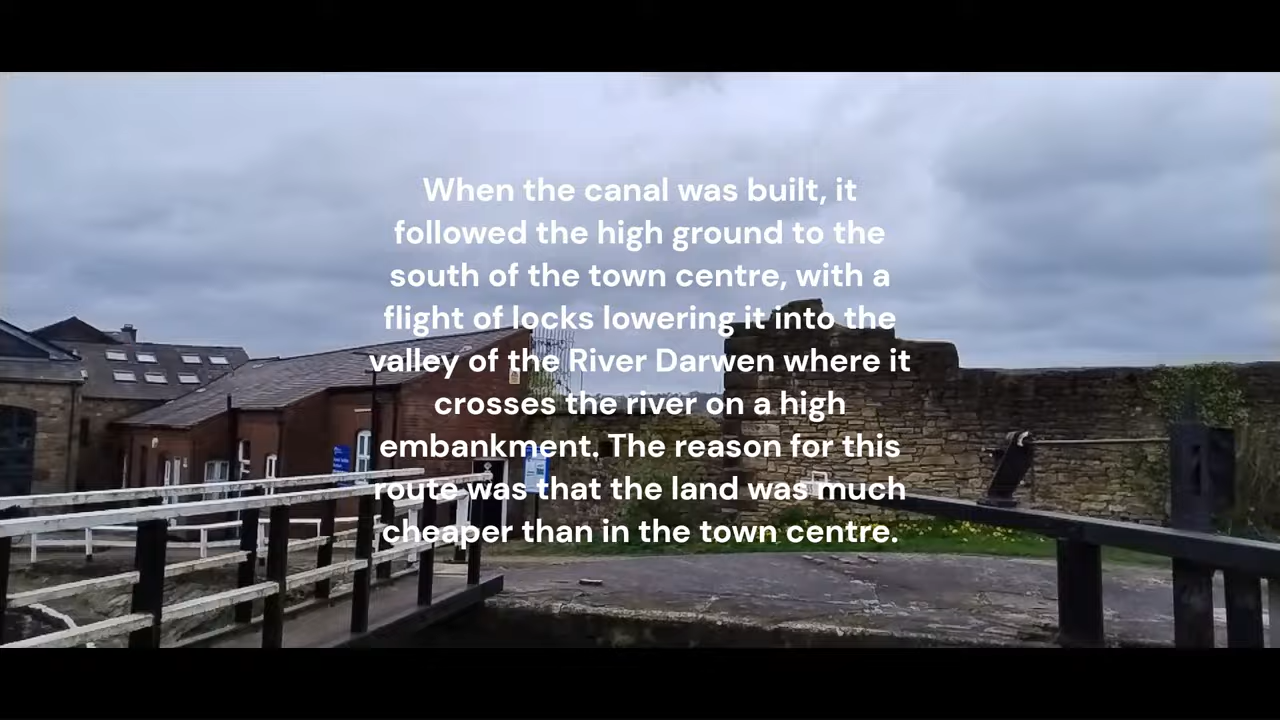 When the canal was built, it
followed the high ground to the
south of the town centre, with a
flight of locks lowering it into the
valley of the River Darwen where it
crosses the river on a high
embankment. The reason for this
route was that the land was much
cheaper than in the town centre.